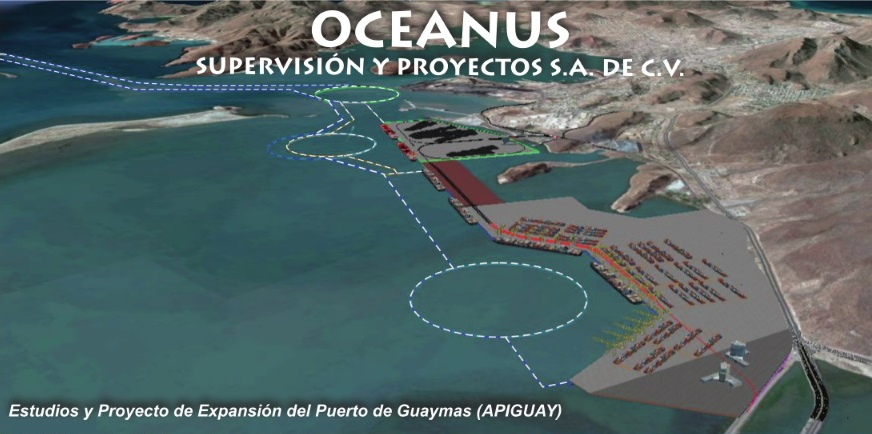 OCEANUS
SUPERVISIÓN Y PROYECTOS S.A. DE C.V.
Estudios y Proyecto de Expansión del Puerto de Guaymas (APIGUAY)